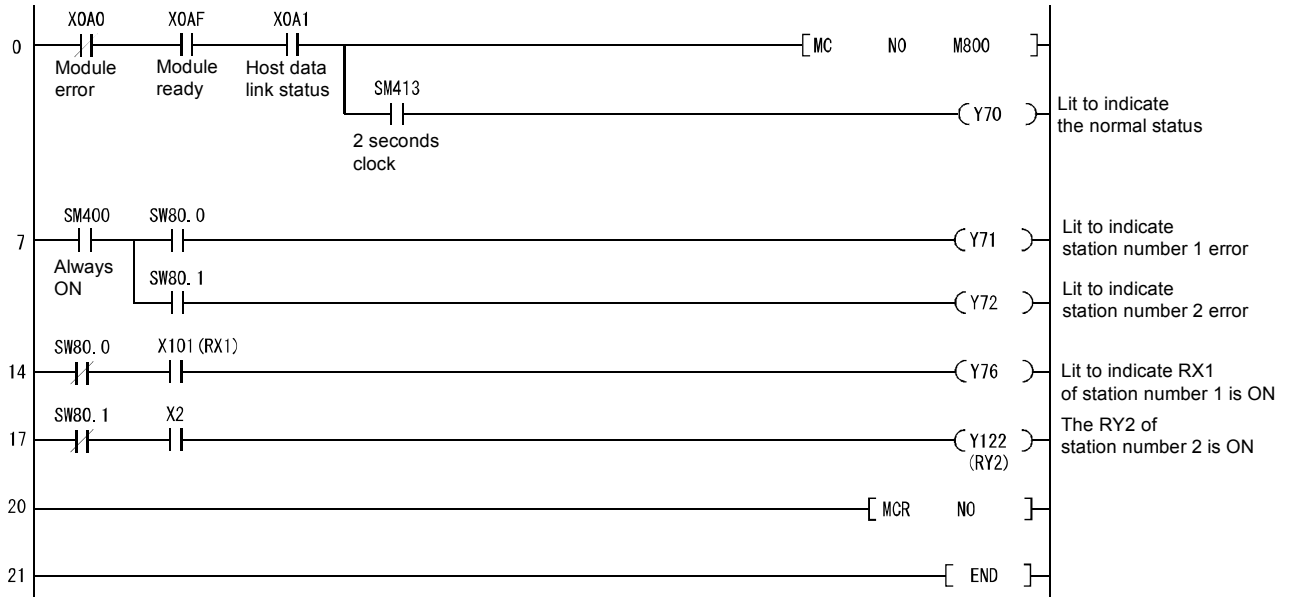 X0A0 X0AF X0A1
0 MC N0 M800
Module error Module ready Host data link status
SM413
Y70 Lit to indicate the normal status
2 seconds clock
SM400 SW80.0
7 Y71 Lit to indicate station number 1 error
Always ON
SW80.1
Y72 Lit to indicate station number 2 error
SW80.0 X101(RX1)
14 Y76 Lit to indicate RX1 of station number 1 is ON
SW80.1 X2
17 Y122 (RY2) The RY2 of station number 2 is ON
20 MCR N0
21 END